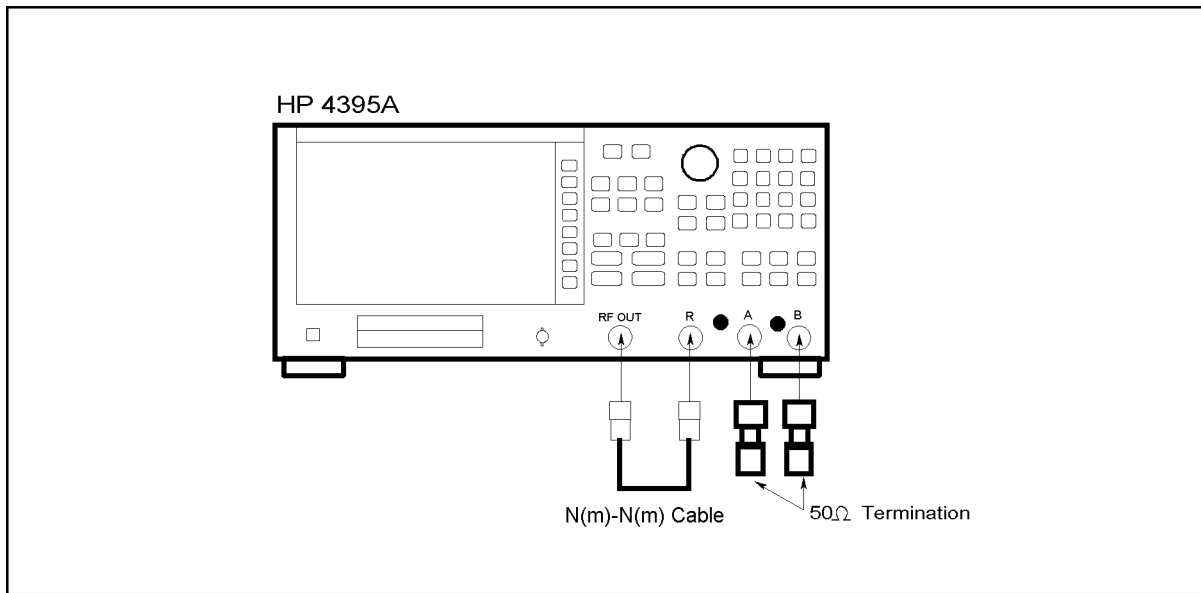 HP 4395A
RF OUT
R
A
B
N(m)-N(m) Cable
50Ω Termination